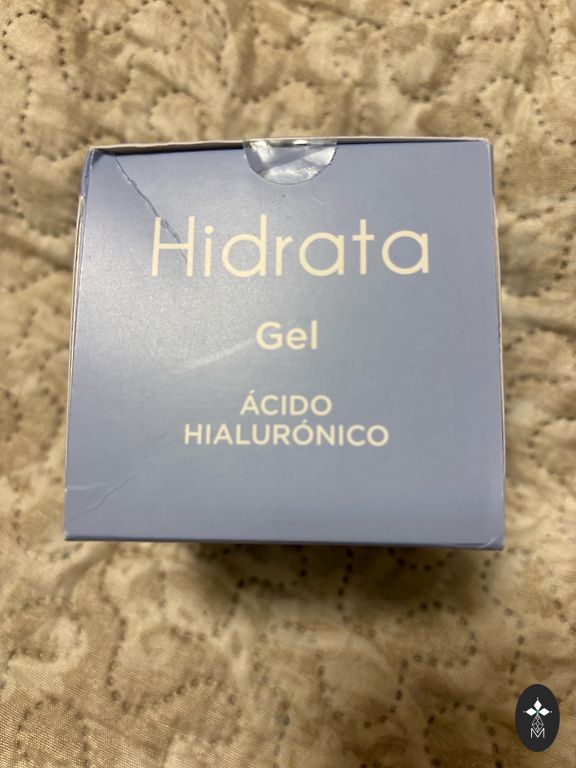 Hidrata
Gel
ÁCIDO
HIALURÓNICO